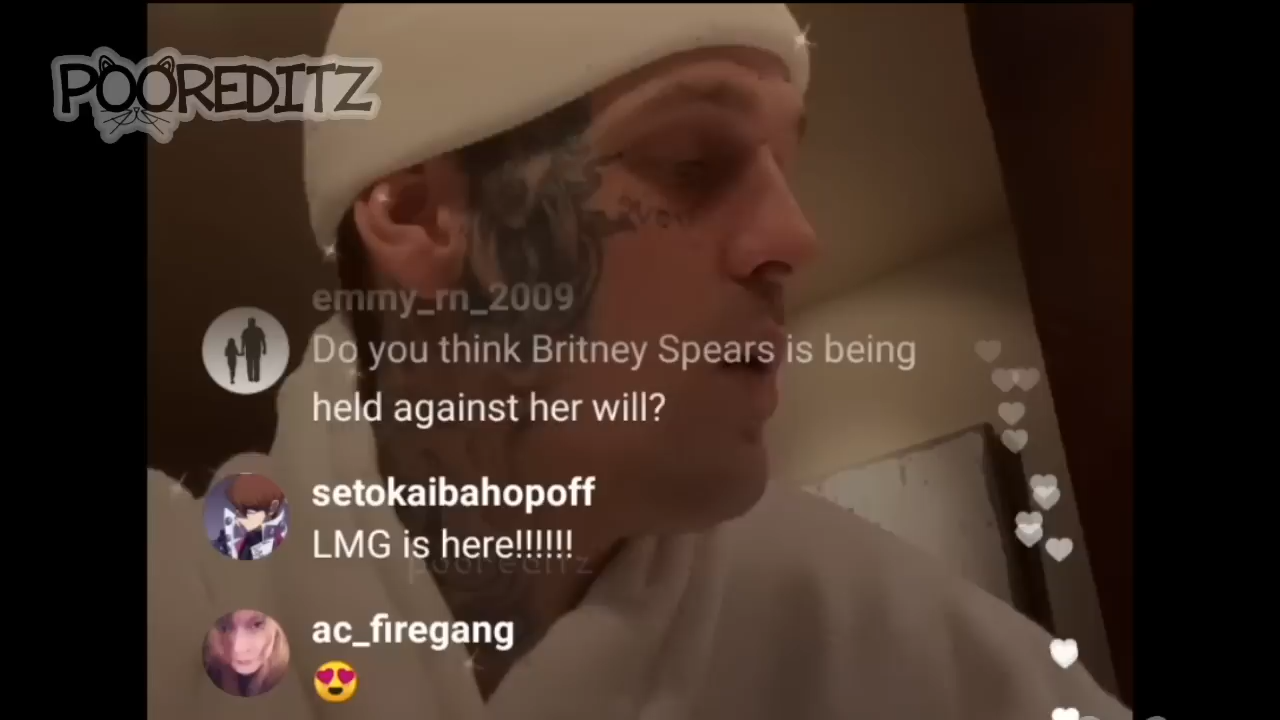 POOREDITZ
emmy_rn_2009
Do you think Britney Spears is being
held against her will?
setokaibahopoff
LMG is here!!!!!!
pooreditz
ac_firegang
😍